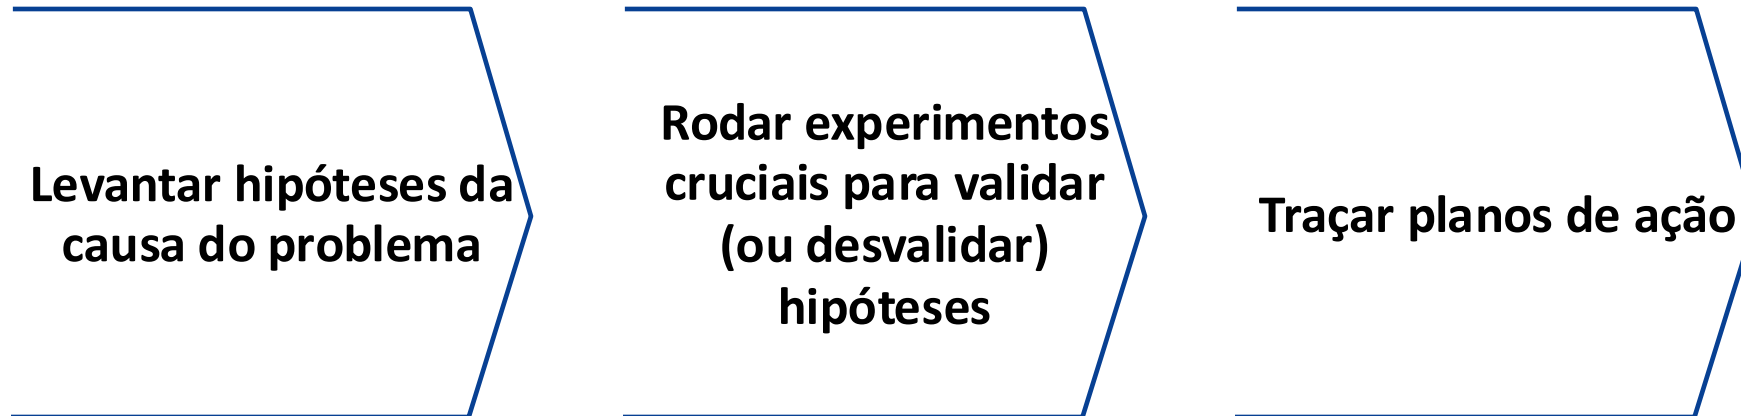 Levantar hipóteses da
causa do problema
Rodar experimentos
cruciais para validar
(ou desvalidar)
hipóteses
Traçar planos de ação